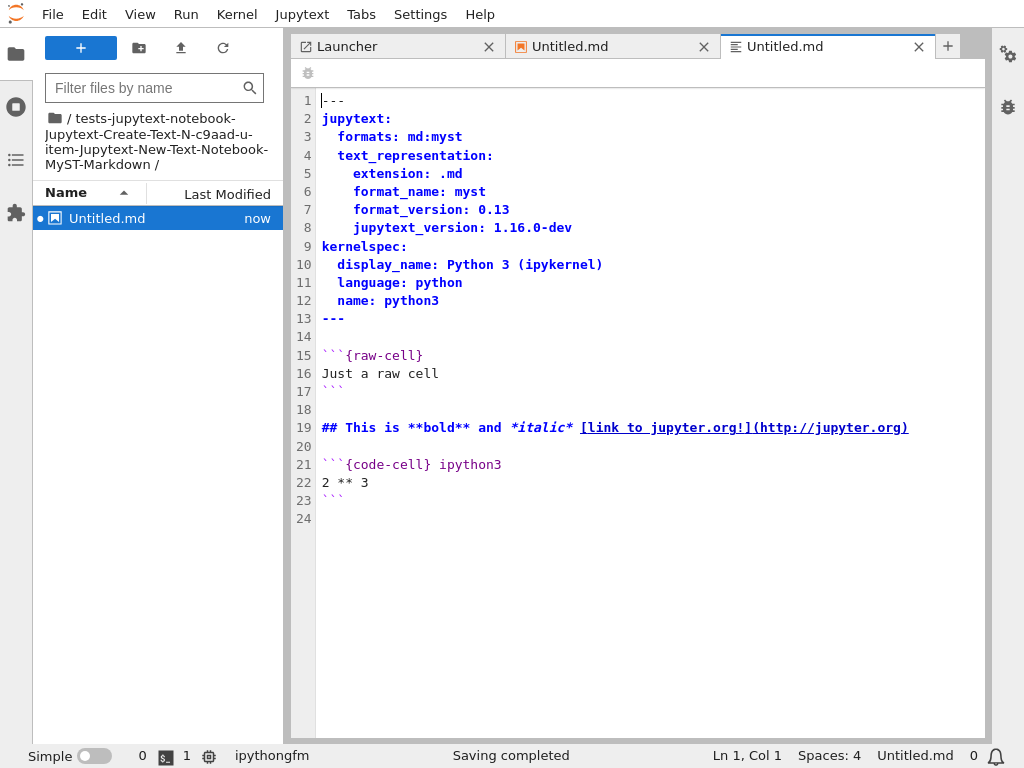 File Edit View Run Kernel Jupytext Tabs Settings Help
Filter files by name
/ tests-jupytext-notebook-
Jupytext-Create-Text-N-c9aad-u-
item-Jupytext-New-Text-Notebook-
MyST-Markdown /
Name Last Modified
Untitled.md now
Launcher Untitled.md Untitled.md
1 ---
2 jupytext:
3   formats: md:myst
4   text_representation:
5     extension: .md
6     format_name: myst
7     format_version: 0.13
8     jupytext_version: 1.16.0-dev
9 kernelspec:
10   display_name: Python 3 (ipykernel)
11   language: python
12   name: python3
13 ---
14
15 ```{raw-cell}
16 Just a raw cell
17 ```
18
19 ## This is **bold** and *italic* [link to jupyter.org!](http://jupyter.org)
20
21 ```{code-cell} ipython3
22 2 ** 3
23 ```
24
Simple 0 $_ 1 ipythongfm Saving completed Ln 1, Col 1 Spaces: 4 Untitled.md 0